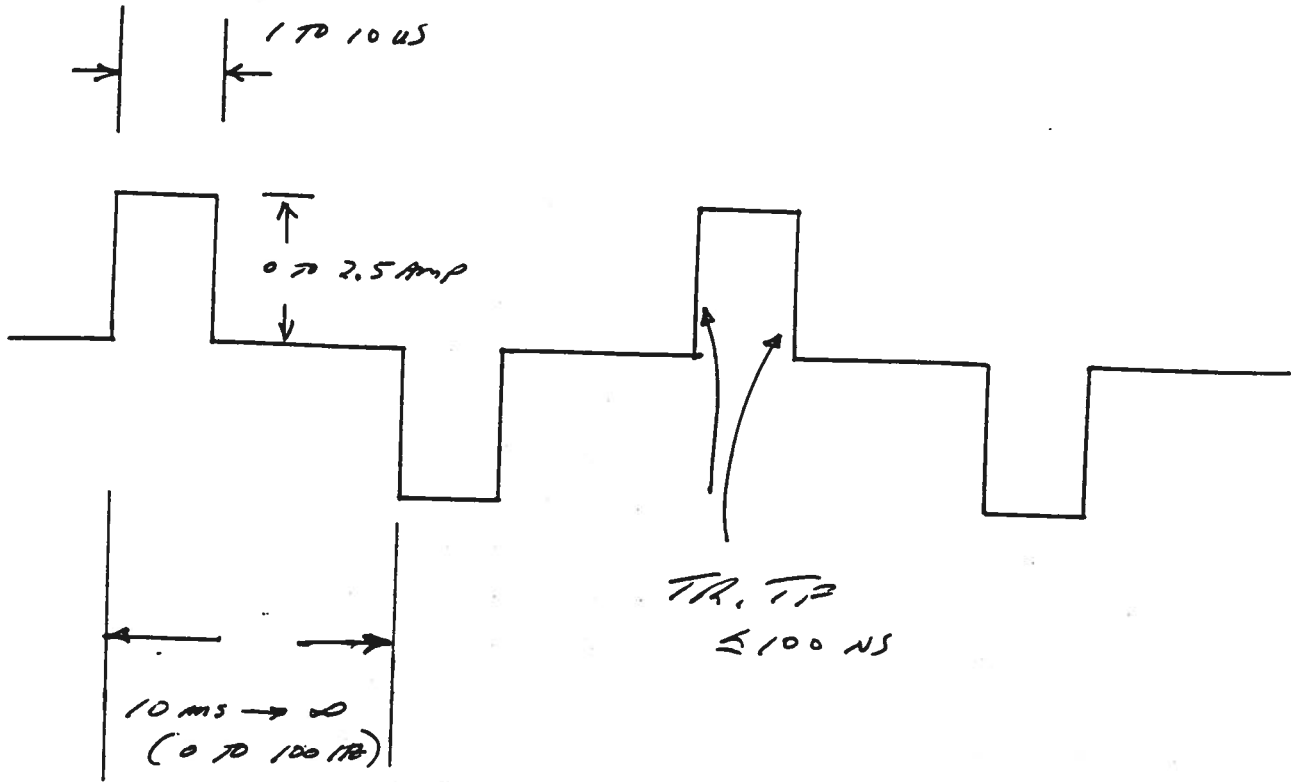 1 TO 10 uS
0 TO 2.5 Amp
TR, TF
≤ 100 NS
10 ms → ∞
(0 TO 100 HZ)